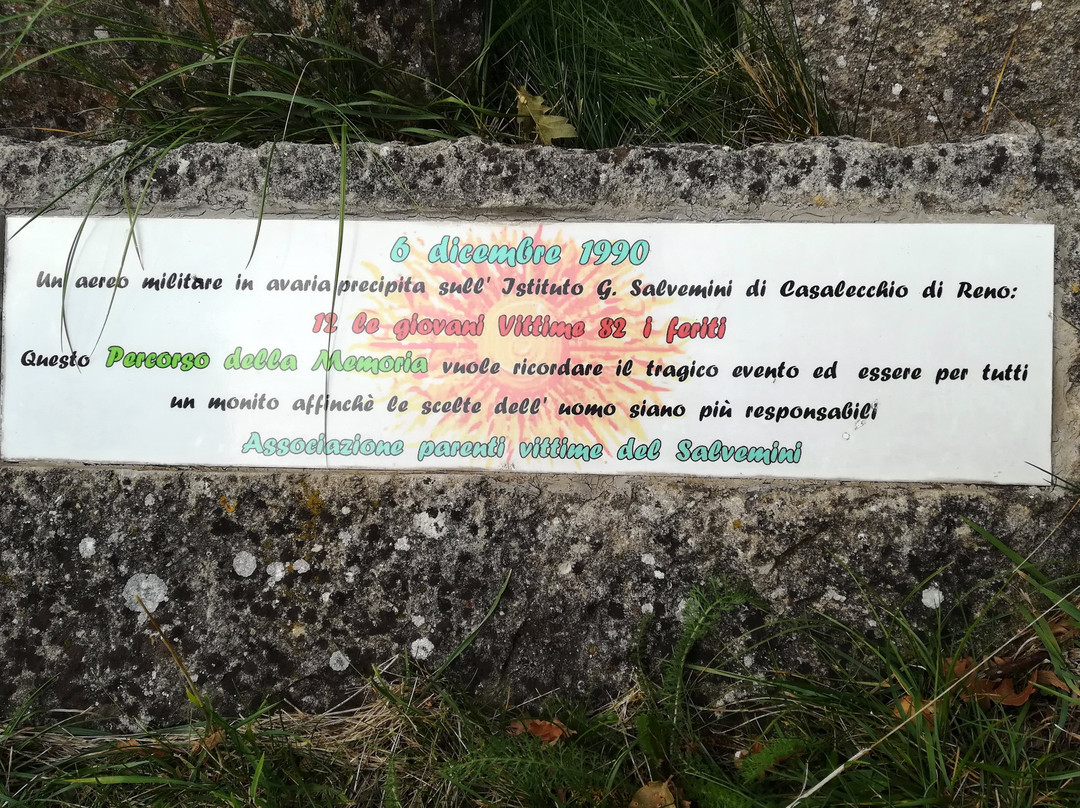 6 dicembre 1990
Un aereo militare in avaria precipita sull' Istituto G. Salvemini di Casalecchio di Reno:
12 le giovani Vittime 82 i feriti
Questo Percorso della Memoria vuole ricordare il tragico evento ed essere per tutti
un monito affinchè le scelte dell' uomo siano più responsabili
Associazione parenti vittime del Salvemini